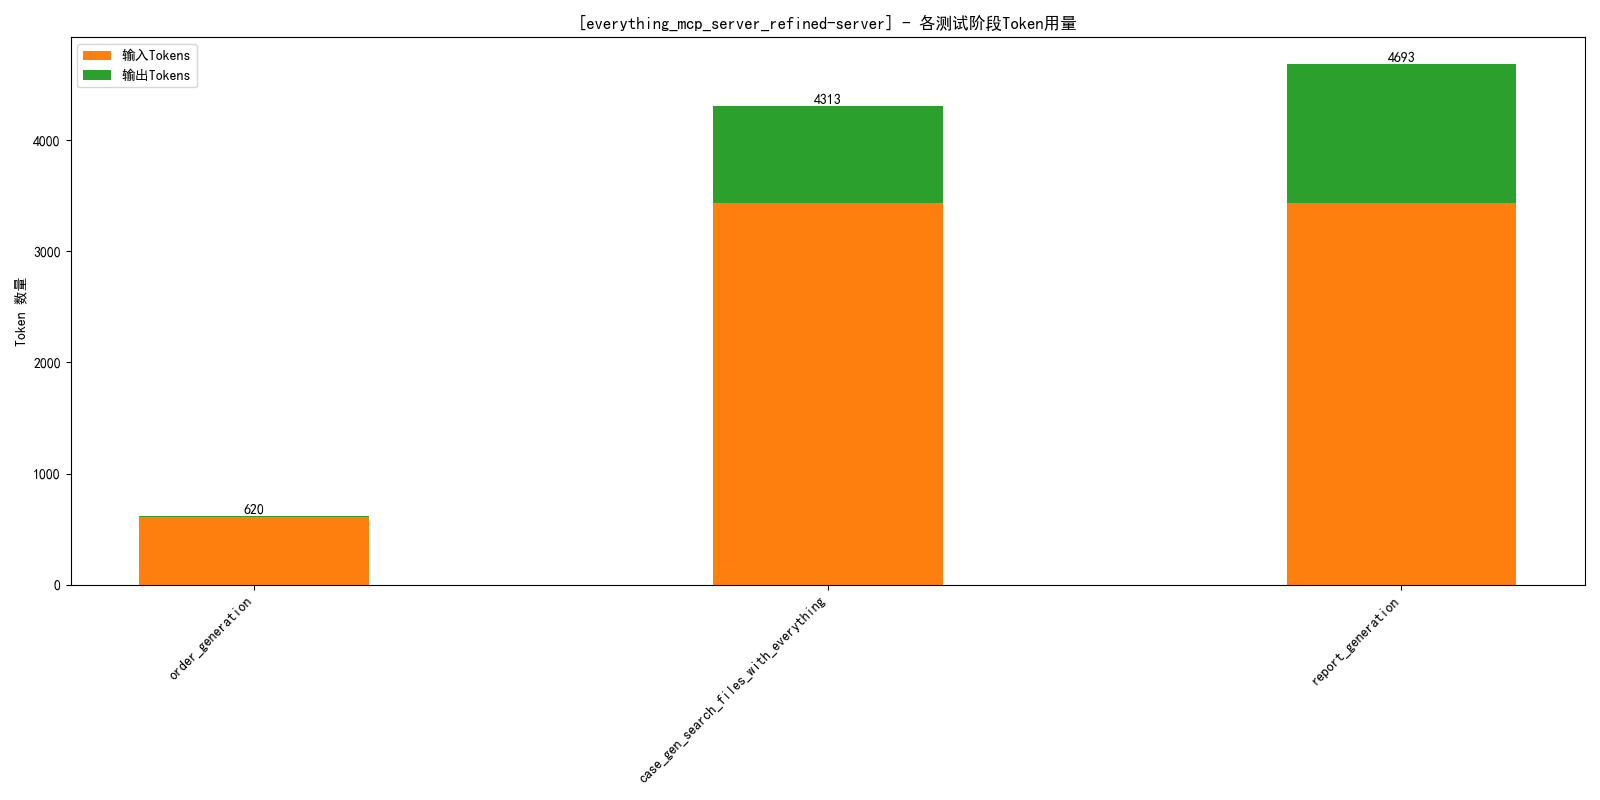 [everything_mcp_server_refined-server] - 各测试阶段Token用量
输入Tokens
输出Tokens
4693
4313
620
Token 数量
4000
3000
2000
1000
0
order_generation
case_gen_search_files_with_everything
report_generation